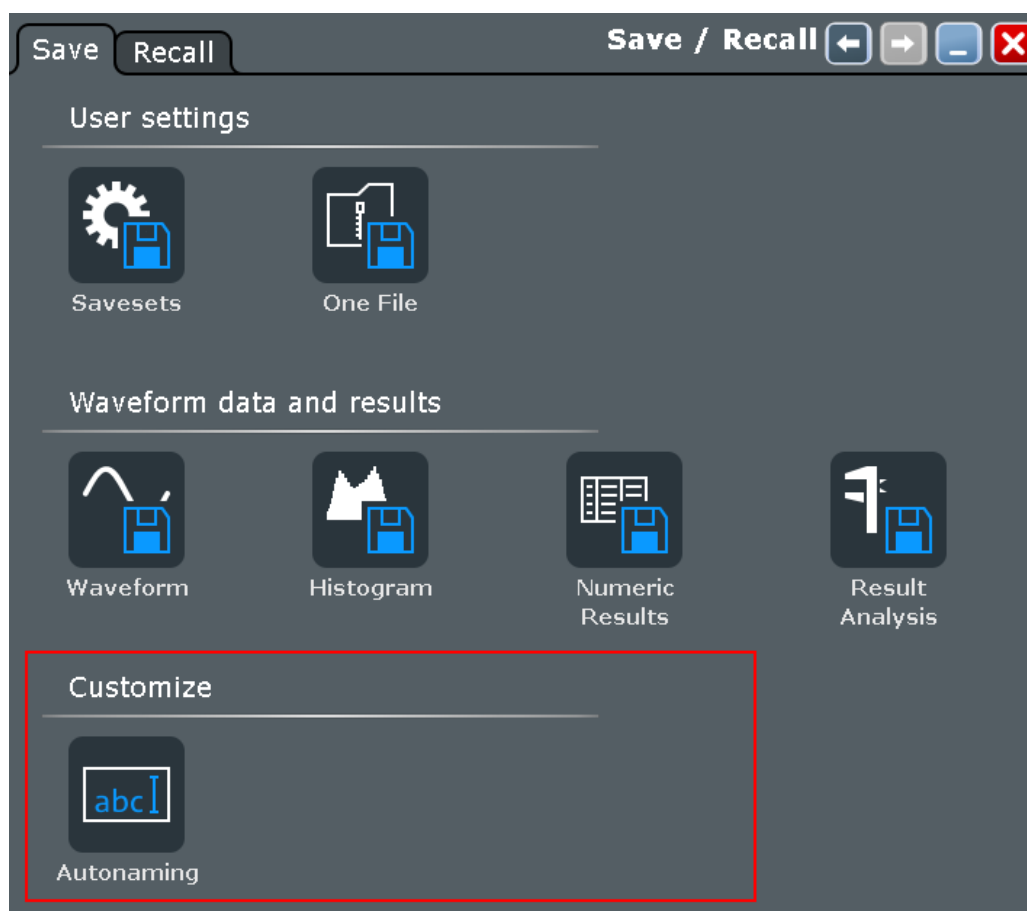 Save Recall Save / Recall
User settings
Savesets One File
Waveform data and results
Waveform Histogram Numeric Results Result Analysis
Customize
abc
Autonaming